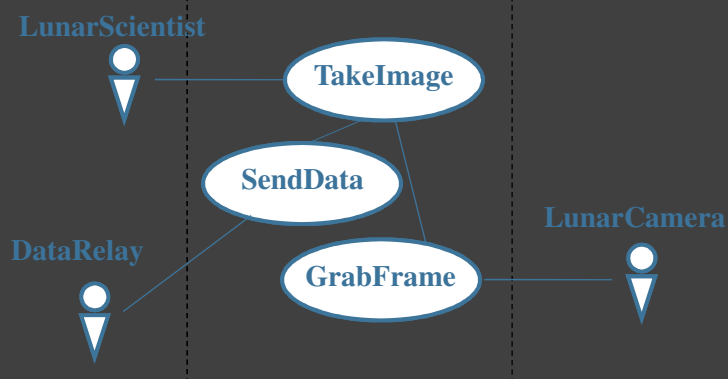 LunarScientist
TakeImage
SendData
LunarCamera
DataRelay
GrabFrame